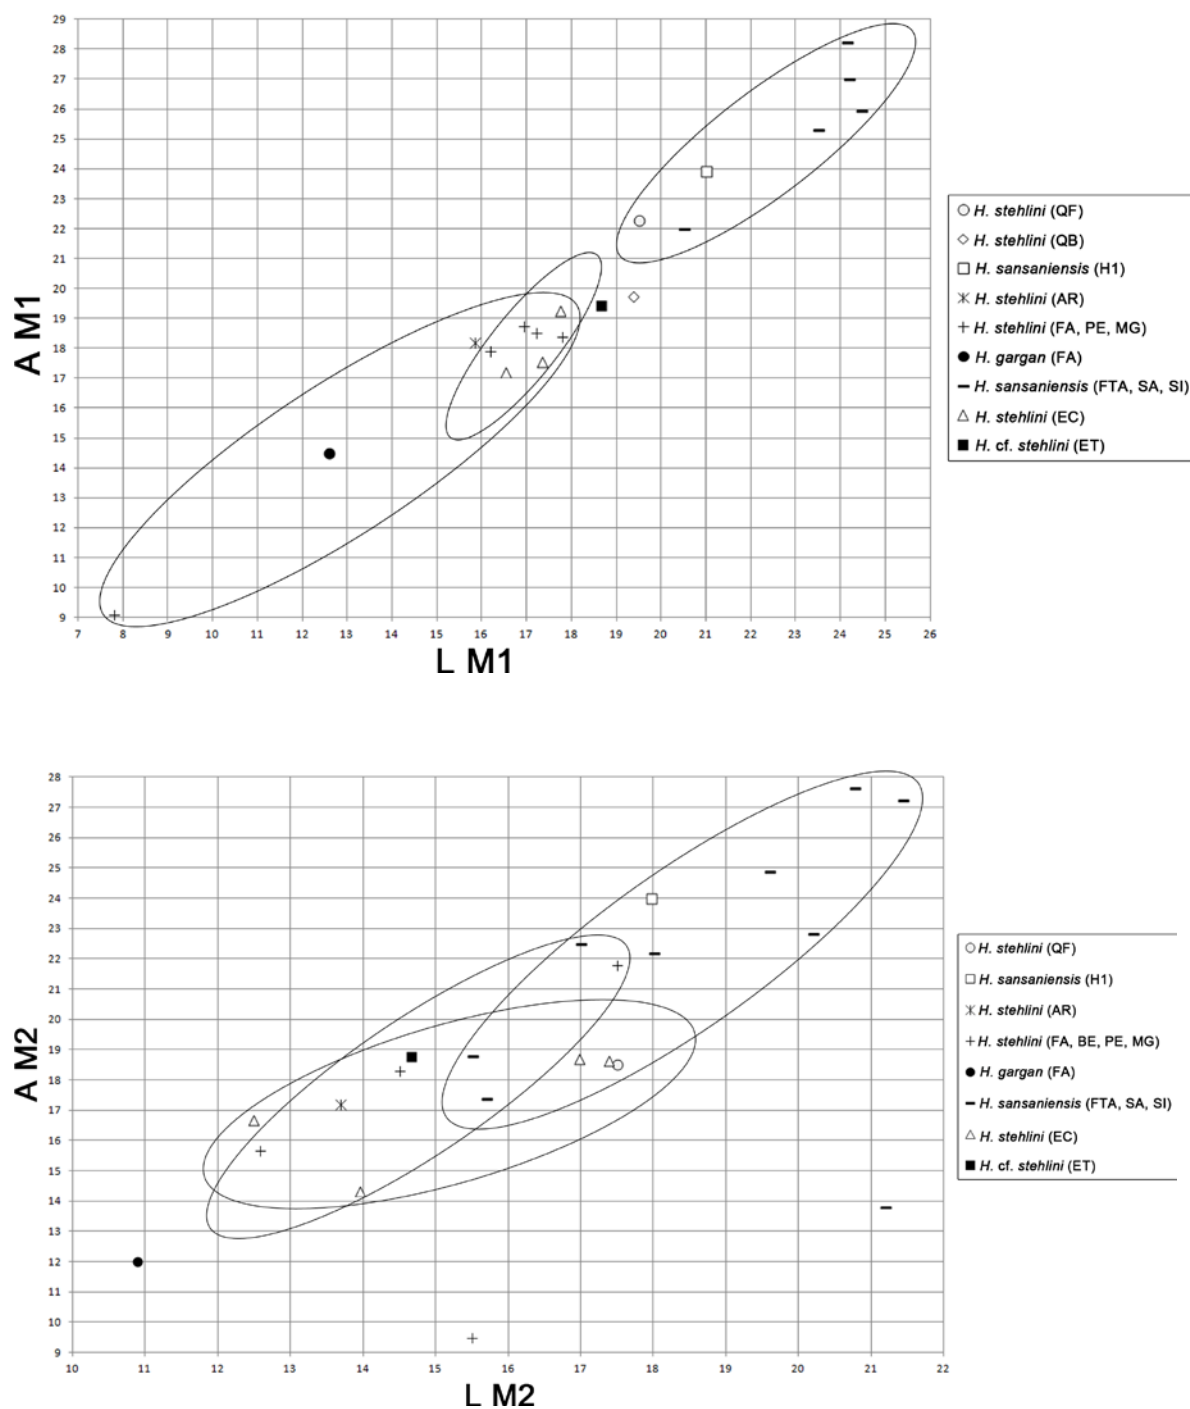 29
28
27
26
25
24
23
22
21
20
19
18
17
16
15
14
13
12
11
10
9
A M1
7 8 9 10 11 12 13 14 15 16 17 18 19 20 21 22 23 24 25 26
L M1
H. stehlini (QF)
H. stehlini (QB)
H. sansaniensis (H1)
H. stehlini (AR)
H. stehlini (FA, PE, MG)
H. gargan (FA)
H. sansaniensis (FTA, SA, SI)
H. stehlini (EC)
H. cf. stehlini (ET)
28
27
26
25
24
23
22
21
20
19
18
17
16
15
14
13
12
11
10
9
A M2
10 11 12 13 14 15 16 17 18 19 20 21 22
L M2
H. stehlini (QF)
H. sansaniensis (H1)
H. stehlini (AR)
H. stehlini (FA, BE, PE, MG)
H. gargan (FA)
H. sansaniensis (FTA, SA, SI)
H. stehlini (EC)
H. cf. stehlini (ET)